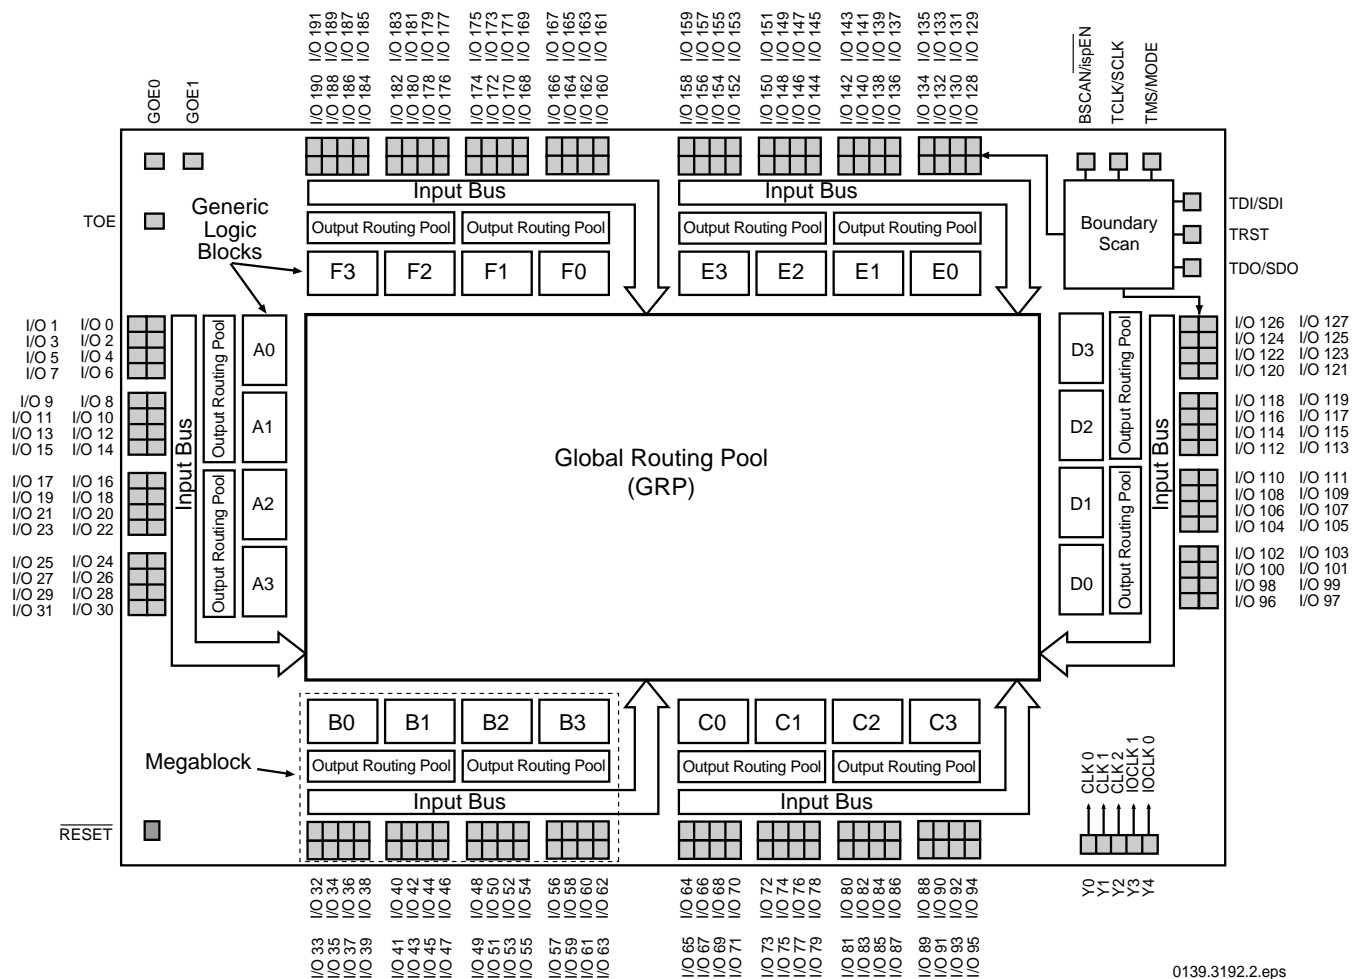 I/O 191 I/O 189 I/O 187 I/O 185
I/O 183 I/O 181 I/O 179 I/O 177
I/O 175 I/O 173 I/O 171 I/O 169
I/O 167 I/O 165 I/O 163 I/O 161
I/O 159 I/O 157 I/O 155 I/O 153
I/O 151 I/O 149 I/O 147 I/O 145
I/O 143 I/O 141 I/O 139 I/O 137
I/O 135 I/O 133 I/O 131 I/O 129
I/O 190 I/O 188 I/O 186 I/O 184
I/O 182 I/O 180 I/O 178 I/O 176
I/O 174 I/O 172 I/O 170 I/O 168
I/O 166 I/O 164 I/O 162 I/O 160
I/O 158 I/O 156 I/O 154 I/O 152
I/O 150 I/O 148 I/O 146 I/O 144
I/O 142 I/O 140 I/O 138 I/O 136
I/O 134 I/O 132 I/O 130 I/O 128
GOE0
GOE1
BSCAN/ispEN
TCLK/SCLK
TMS/MODE
TOE
Generic
Logic
Blocks
Input Bus
Input Bus
Output Routing Pool
Output Routing Pool
Output Routing Pool
Output Routing Pool
F3 F2 F1 F0
E3 E2 E1 E0
Boundary
Scan
TDI/SDI
TRST
TDO/SDO
I/O 1 I/O 0
I/O 3 I/O 2
I/O 5 I/O 4
I/O 7 I/O 6
I/O 9 I/O 8
I/O 11 I/O 10
I/O 13 I/O 12
I/O 15 I/O 14
I/O 17 I/O 16
I/O 19 I/O 18
I/O 21 I/O 20
I/O 23 I/O 22
I/O 25 I/O 24
I/O 27 I/O 26
I/O 29 I/O 28
I/O 31 I/O 30
Input Bus
Output Routing Pool
Output Routing Pool
A0
A1
A2
A3
Global Routing Pool
(GRP)
D3
D2
D1
D0
Output Routing Pool
Output Routing Pool
Input Bus
I/O 126 I/O 127
I/O 124 I/O 125
I/O 122 I/O 123
I/O 120 I/O 121
I/O 118 I/O 119
I/O 116 I/O 117
I/O 114 I/O 115
I/O 112 I/O 113
I/O 110 I/O 111
I/O 108 I/O 109
I/O 106 I/O 107
I/O 104 I/O 105
I/O 102 I/O 103
I/O 100 I/O 101
I/O 98 I/O 99
I/O 96 I/O 97
B0 B1 B2 B3
C0 C1 C2 C3
Megablock
Output Routing Pool
Output Routing Pool
Output Routing Pool
Output Routing Pool
Input Bus
Input Bus
RESET
CLK 0
CLK 1
CLK 2
IOCLK 1
IOCLK 0
Y0
Y1
Y2
Y3
Y4
I/O 32 I/O 34 I/O 36 I/O 38
I/O 40 I/O 42 I/O 44 I/O 46
I/O 48 I/O 50 I/O 52 I/O 54
I/O 56 I/O 58 I/O 60 I/O 62
I/O 64 I/O 66 I/O 68 I/O 70
I/O 72 I/O 74 I/O 76 I/O 78
I/O 80 I/O 82 I/O 84 I/O 86
I/O 88 I/O 90 I/O 92 I/O 94
I/O 33 I/O 35 I/O 37 I/O 39
I/O 41 I/O 43 I/O 45 I/O 47
I/O 49 I/O 51 I/O 53 I/O 55
I/O 57 I/O 59 I/O 61 I/O 63
I/O 65 I/O 67 I/O 69 I/O 71
I/O 73 I/O 75 I/O 77 I/O 79
I/O 81 I/O 83 I/O 85 I/O 87
I/O 89 I/O 91 I/O 93 I/O 95
0139.3192.2.eps